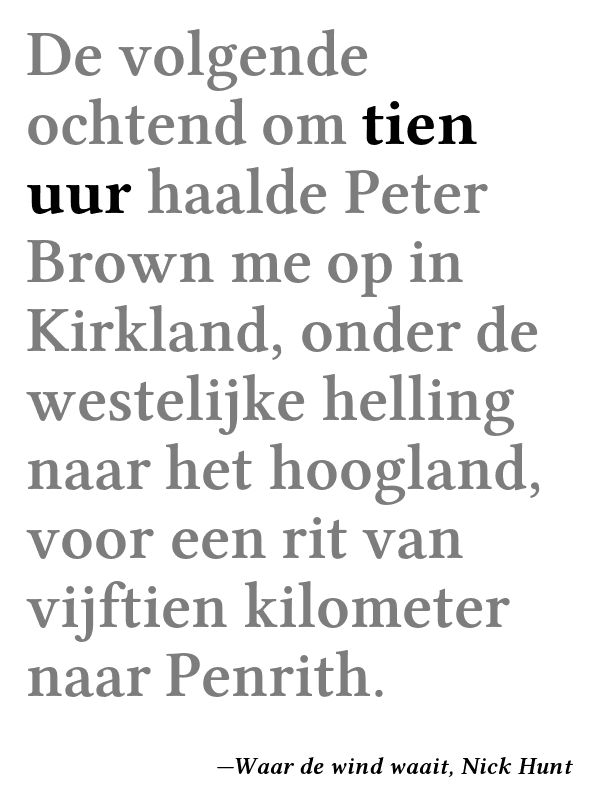 De volgende
ochtend om tien
uur haalde Peter
Brown me op in
Kirkland, onder de
westelijke helling
naar het hoogland,
voor een rit van
vijftien kilometer
naar Penrith.
—Waar de wind waait, Nick Hunt